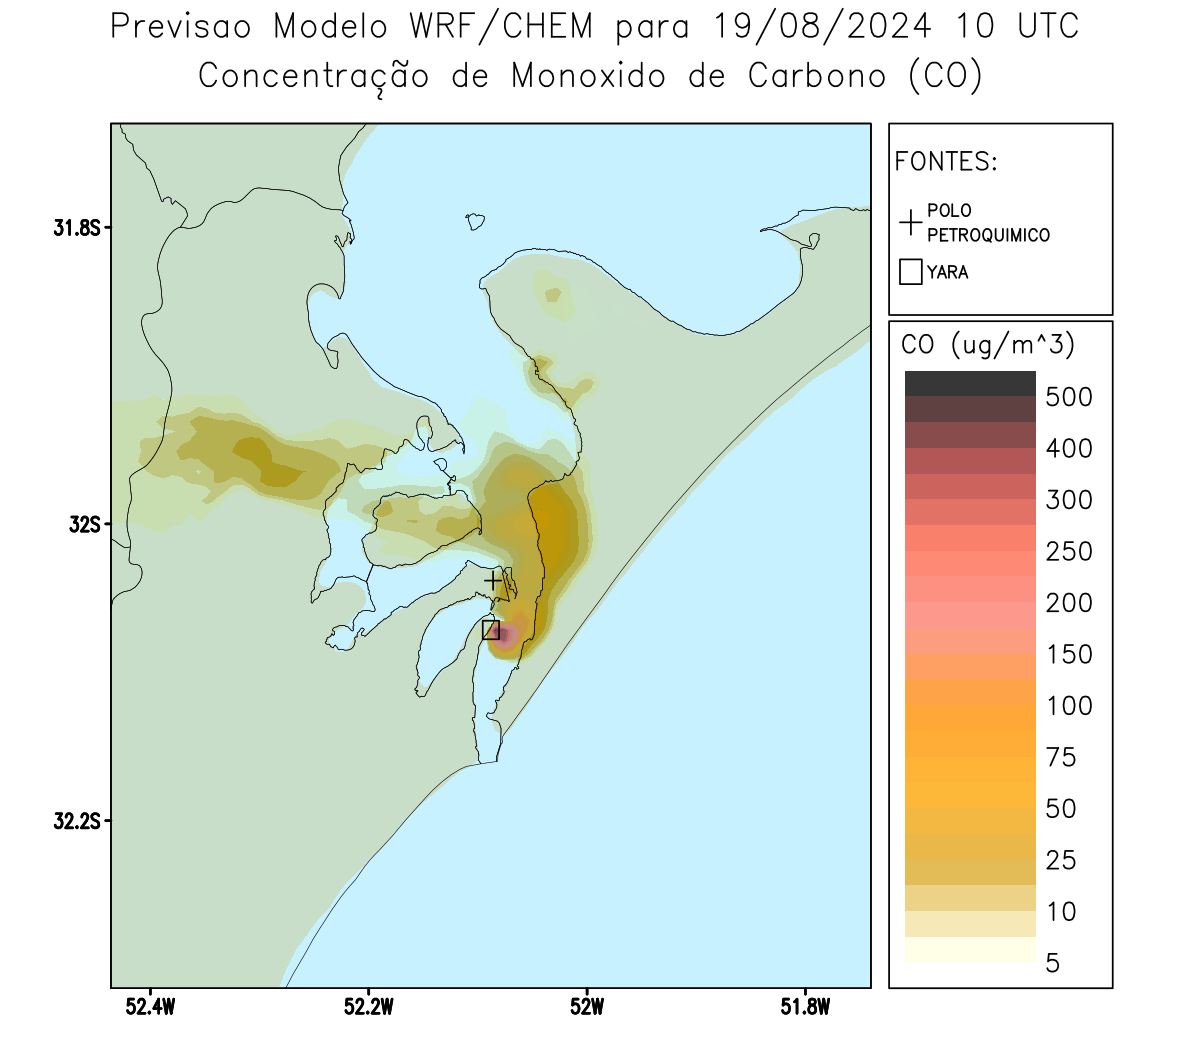 Previsao Modelo WRF/CHEM para 19/08/2024 10 UTC
Concentração de Monoxido de Carbono (CO)
FONTES:
POLO
PETROQUIMICO
YARA
CO (ug/m^3)
500
400
300
250
200
150
100
75
50
25
10
5
31.8S
32S
32.2S
52.4W
52.2W
52W
51.8W